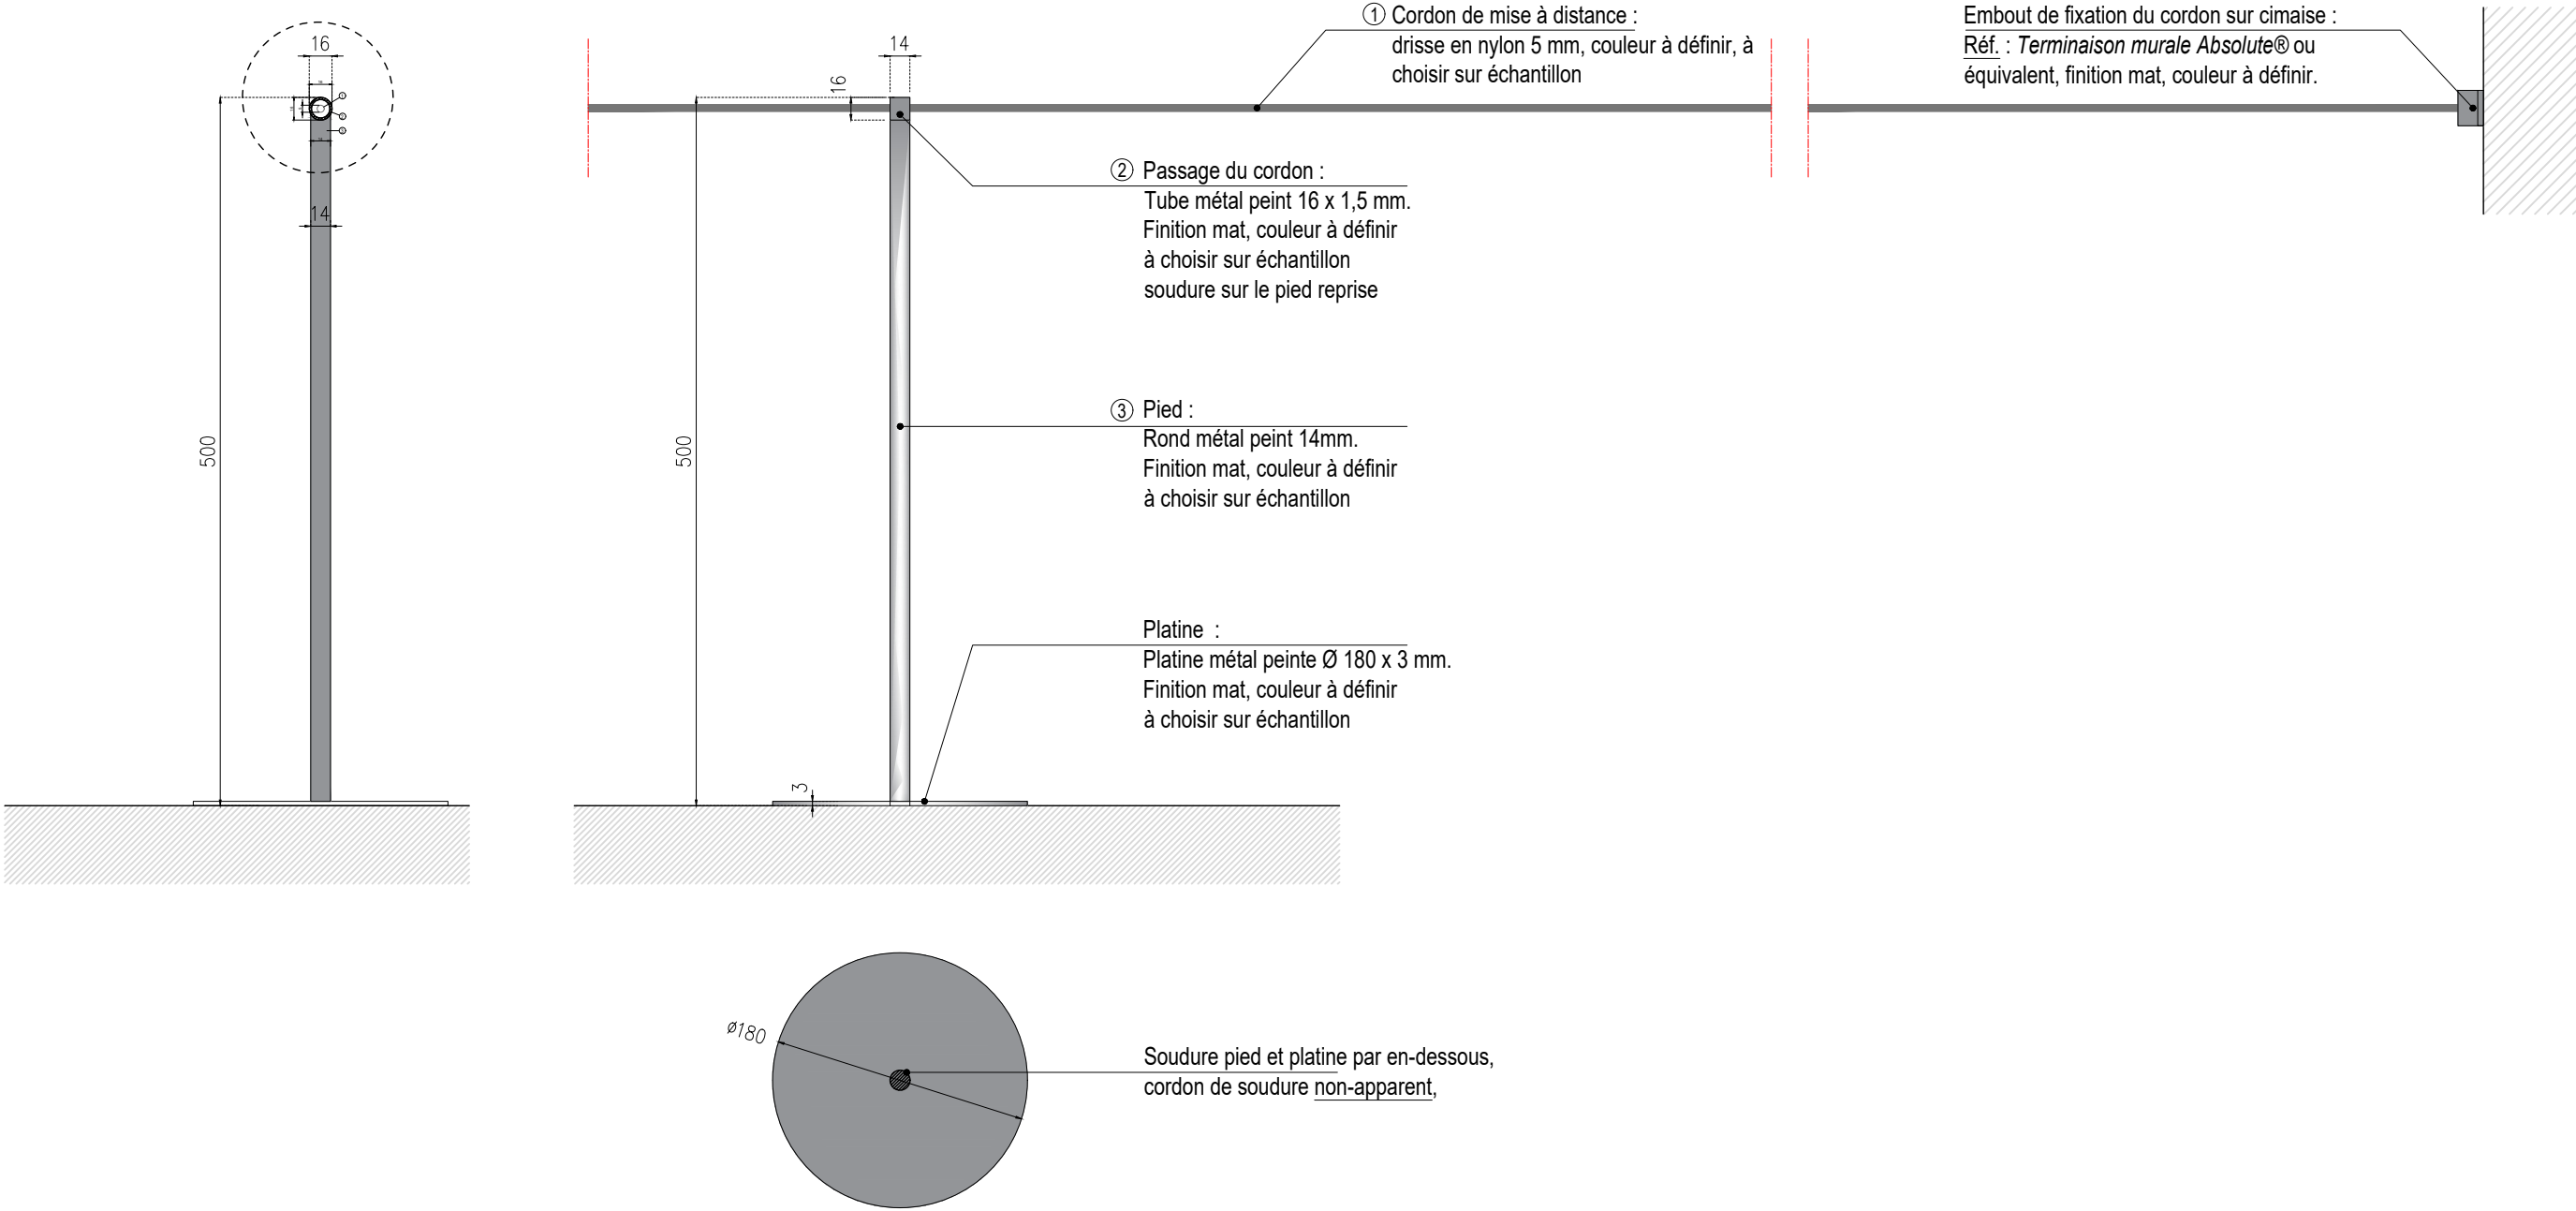 16
14
500
14
16
500
3
① Cordon de mise à distance :
drisse en nylon 5 mm, couleur à définir, à
choisir sur échantillon
Embout de fixation du cordon sur cimaise :
Réf. : Terminaison murale Absolute® ou
équivalent, finition mat, couleur à définir.
② Passage du cordon :
Tube métal peint 16 x 1,5 mm.
Finition mat, couleur à définir
à choisir sur échantillon
soudure sur le pied reprise
③ Pied :
Rond métal peint 14mm.
Finition mat, couleur à définir
à choisir sur échantillon
Platine :
Platine métal peinte Ø 180 x 3 mm.
Finition mat, couleur à définir
à choisir sur échantillon
ø180
Soudure pied et platine par en-dessous,
cordon de soudure non-apparent,